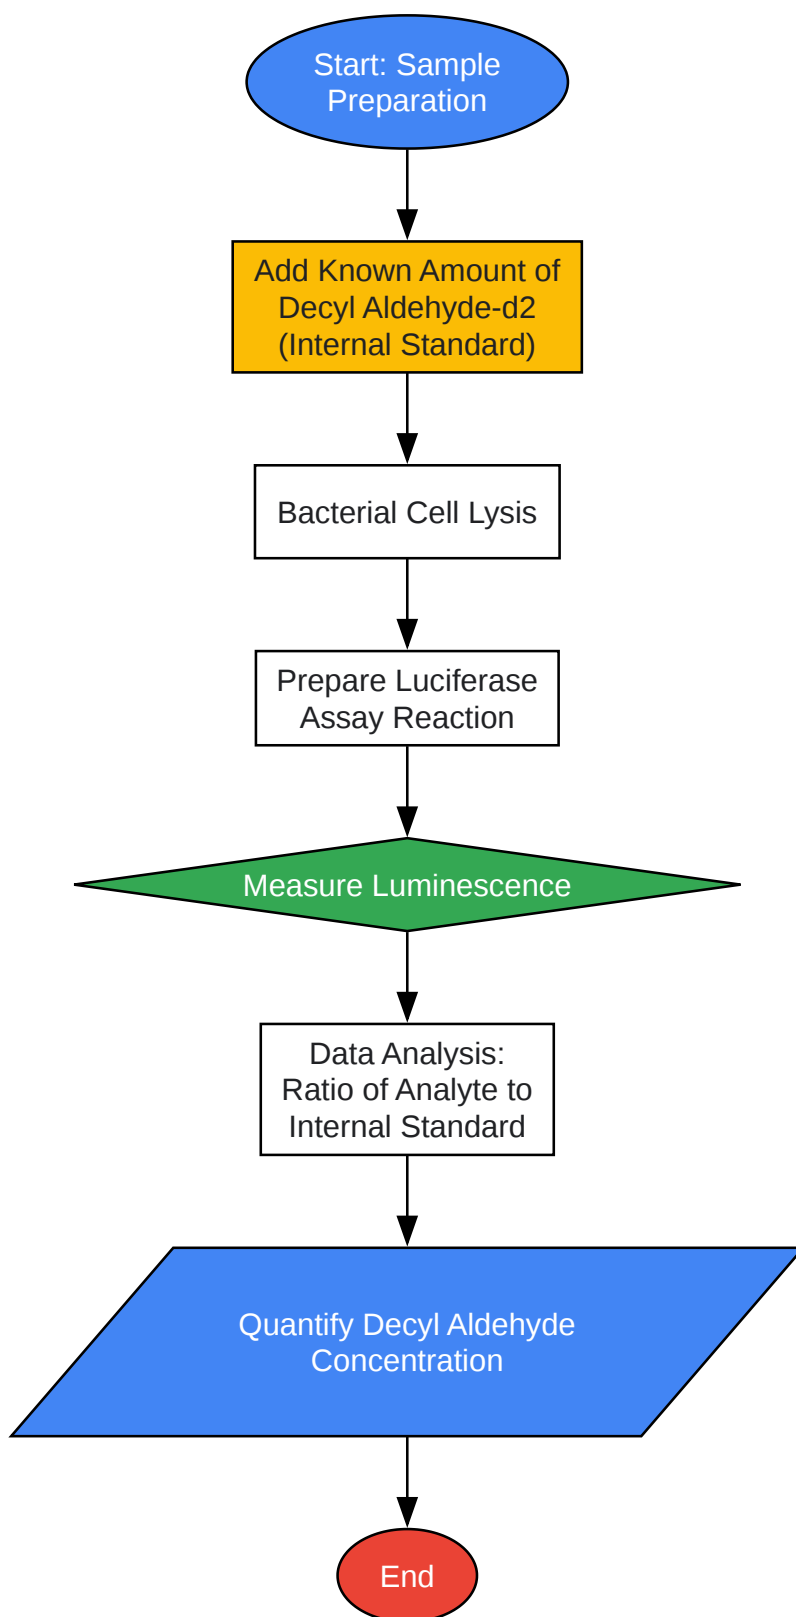 Start: Sample
Preparation
Add Known Amount of
Decyl Aldehyde-d2
(Internal Standard)
Bacterial Cell Lysis
Prepare Luciferase
Assay Reaction
Measure Luminescence
Data Analysis:
Ratio of Analyte to
Internal Standard
Quantify Decyl Aldehyde
Concentration
End